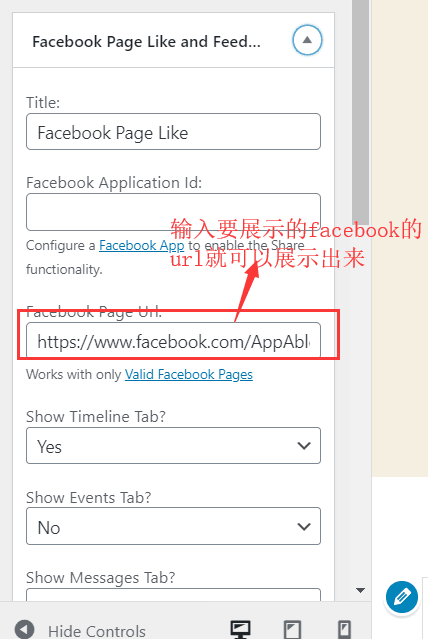 Facebook Page Like and Feed...
Title:
Facebook Page Like
Facebook Application Id:
输入要展示的facebook的
url就可以展示出来
Configure a Facebook App to enable the Share
functionality.
Facebook Page Url:
https://www.facebook.com/AppAbl
Works with only Valid Facebook Pages
Show Timeline Tab?
Yes
Show Events Tab?
No
Show Messages Tab?
Hide Controls